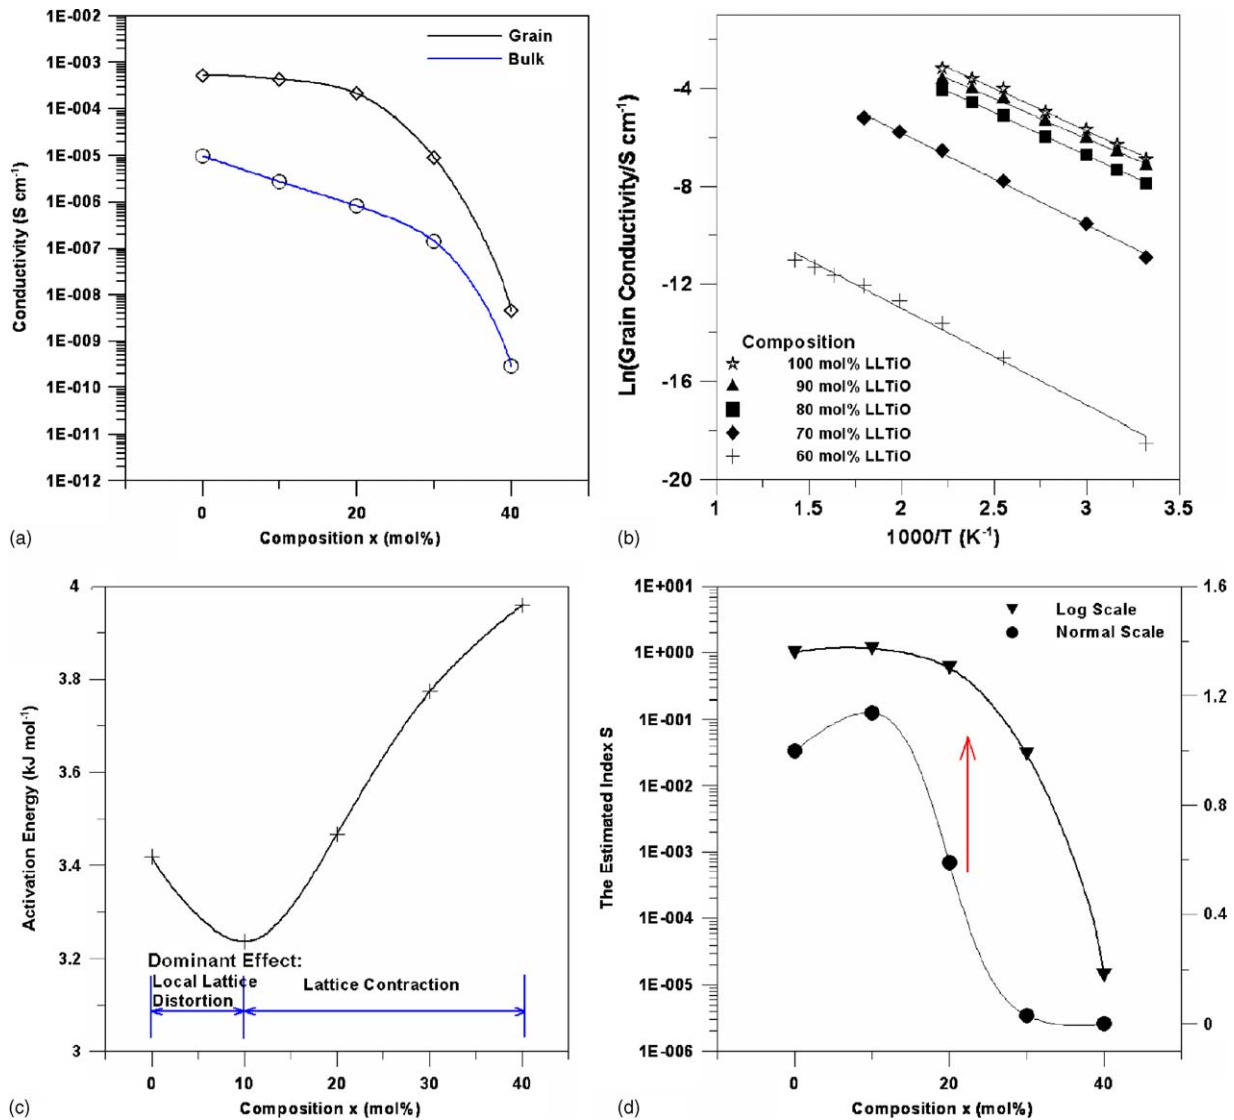 1E-002
1E-003
1E-004
1E-005
1E-006
1E-007
1E-008
1E-009
1E-010
1E-011
1E-012
Conductivity (S cm⁻¹)
Grain
Bulk
0
20
40
Composition x (mol%)
(a)
-4
-8
-12
-16
-20
Ln(Grain Conductivity/S cm⁻¹)
Composition
100 mol% LLTiO
90 mol% LLTiO
80 mol% LLTiO
70 mol% LLTiO
60 mol% LLTiO
1
1.5
2
2.5
3
3.5
1000/T (K⁻¹)
(b)
4
3.8
3.6
3.4
3.2
3
Activation Energy (kJ mol⁻¹)
Dominant Effect:
Local Lattice
Distortion
Lattice Contraction
0
10
20
30
40
Composition x (mol%)
(c)
1E+001
1E+000
1E-001
1E-002
1E-003
1E-004
1E-005
1E-006
The Estimated Index S
Log Scale
Normal Scale
1.6
1.2
0.8
0.4
0
0
20
40
Composition x (mol%)
(d)